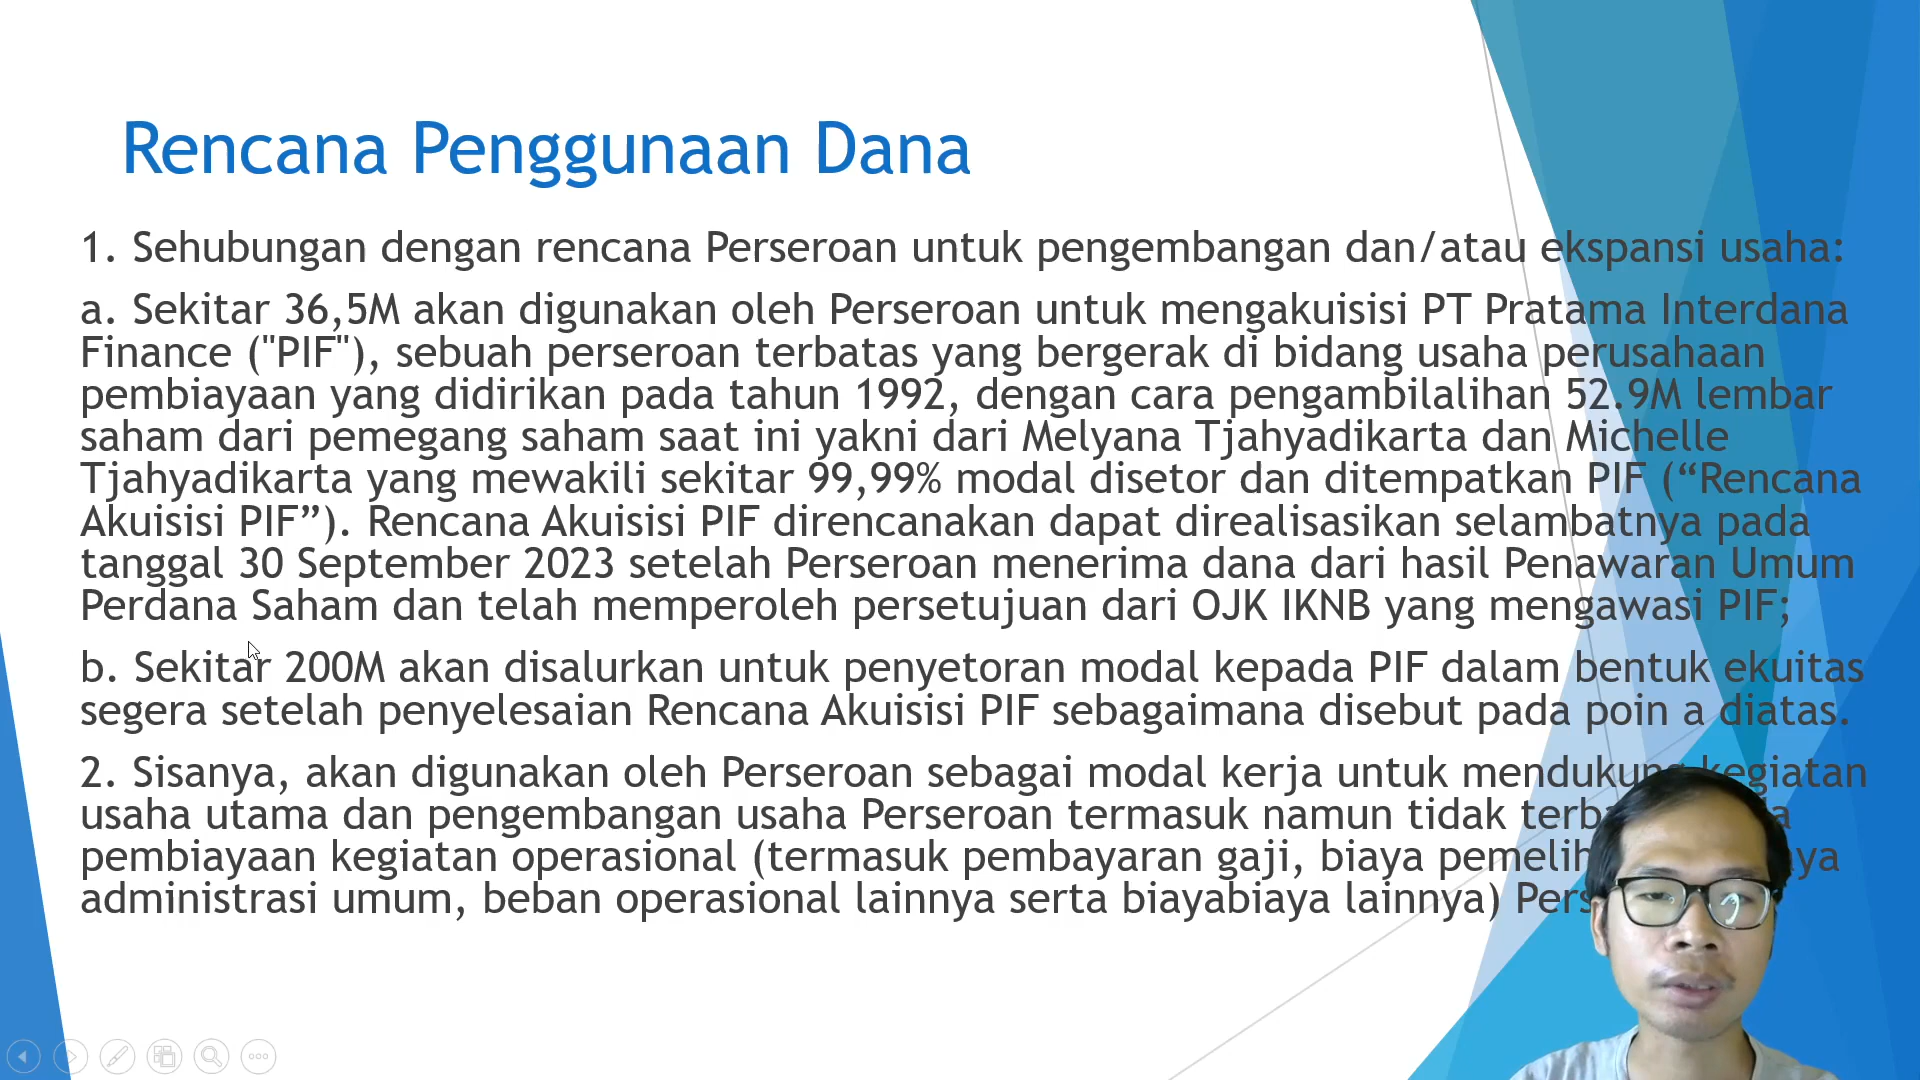 Rencana Penggunaan Dana
1. Sehubungan dengan rencana Perseroan untuk pengembangan dan/atau ekspansi usaha:
a. Sekitar 36,5M akan digunakan oleh Perseroan untuk mengakuisisi PT Pratama Interdana
Finance ("PIF"), sebuah perseroan terbatas yang bergerak di bidang usaha perusahaan
pembiayaan yang didirikan pada tahun 1992, dengan cara pengambilalihan 52.9M lembar
saham dari pemegang saham saat ini yakni dari Melyana Tjahyadikarta dan Michelle
Tjahyadikarta yang mewakili sekitar 99,99% modal disetor dan ditempatkan PIF (“Rencana
Akuisisi PIF”). Rencana Akuisisi PIF direncanakan dapat direalisasikan selambatnya pada
tanggal 30 September 2023 setelah Perseroan menerima dana dari hasil Penawaran Umum
Perdana Saham dan telah memperoleh persetujuan dari OJK IKNB yang mengawasi PIF;
b. Sekitar 200M akan disalurkan untuk penyetoran modal kepada PIF dalam bentuk ekuitas
segera setelah penyelesaian Rencana Akuisisi PIF sebagaimana disebut pada poin a diatas.
2. Sisanya, akan digunakan oleh Perseroan sebagai modal kerja untuk mendukung kegiatan
usaha utama dan pengembangan usaha Perseroan termasuk namun tidak
pembiayaan kegiatan operasional (termasuk pembayaran gaji, biaya
administrasi umum, beban operasional lainnya serta biayabiaya lainnya)